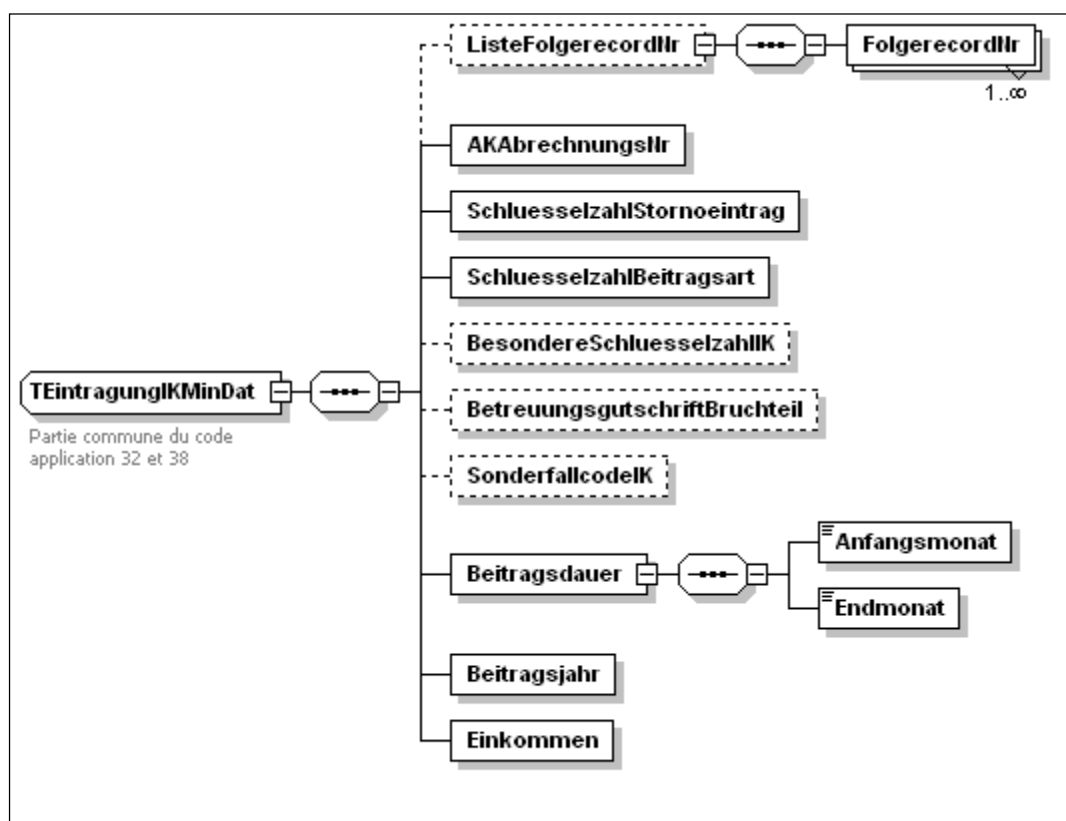 ListeFolgerecordNr
FolgerecordNr
1..∞
AKAbrechnungsNr
SchluesselzahlStornoeintrag
SchluesselzahlBeitragsart
BesondereSchluesselzahlIK
TEintragungIKMinDat
Partie commune du code
application 32 et 38
BetreuungsgutschriftBruchteil
SonderfallcodeIK
Beitragsdauer
Anfangsmonat
Endmonat
Beitragsjahr
Einkommen